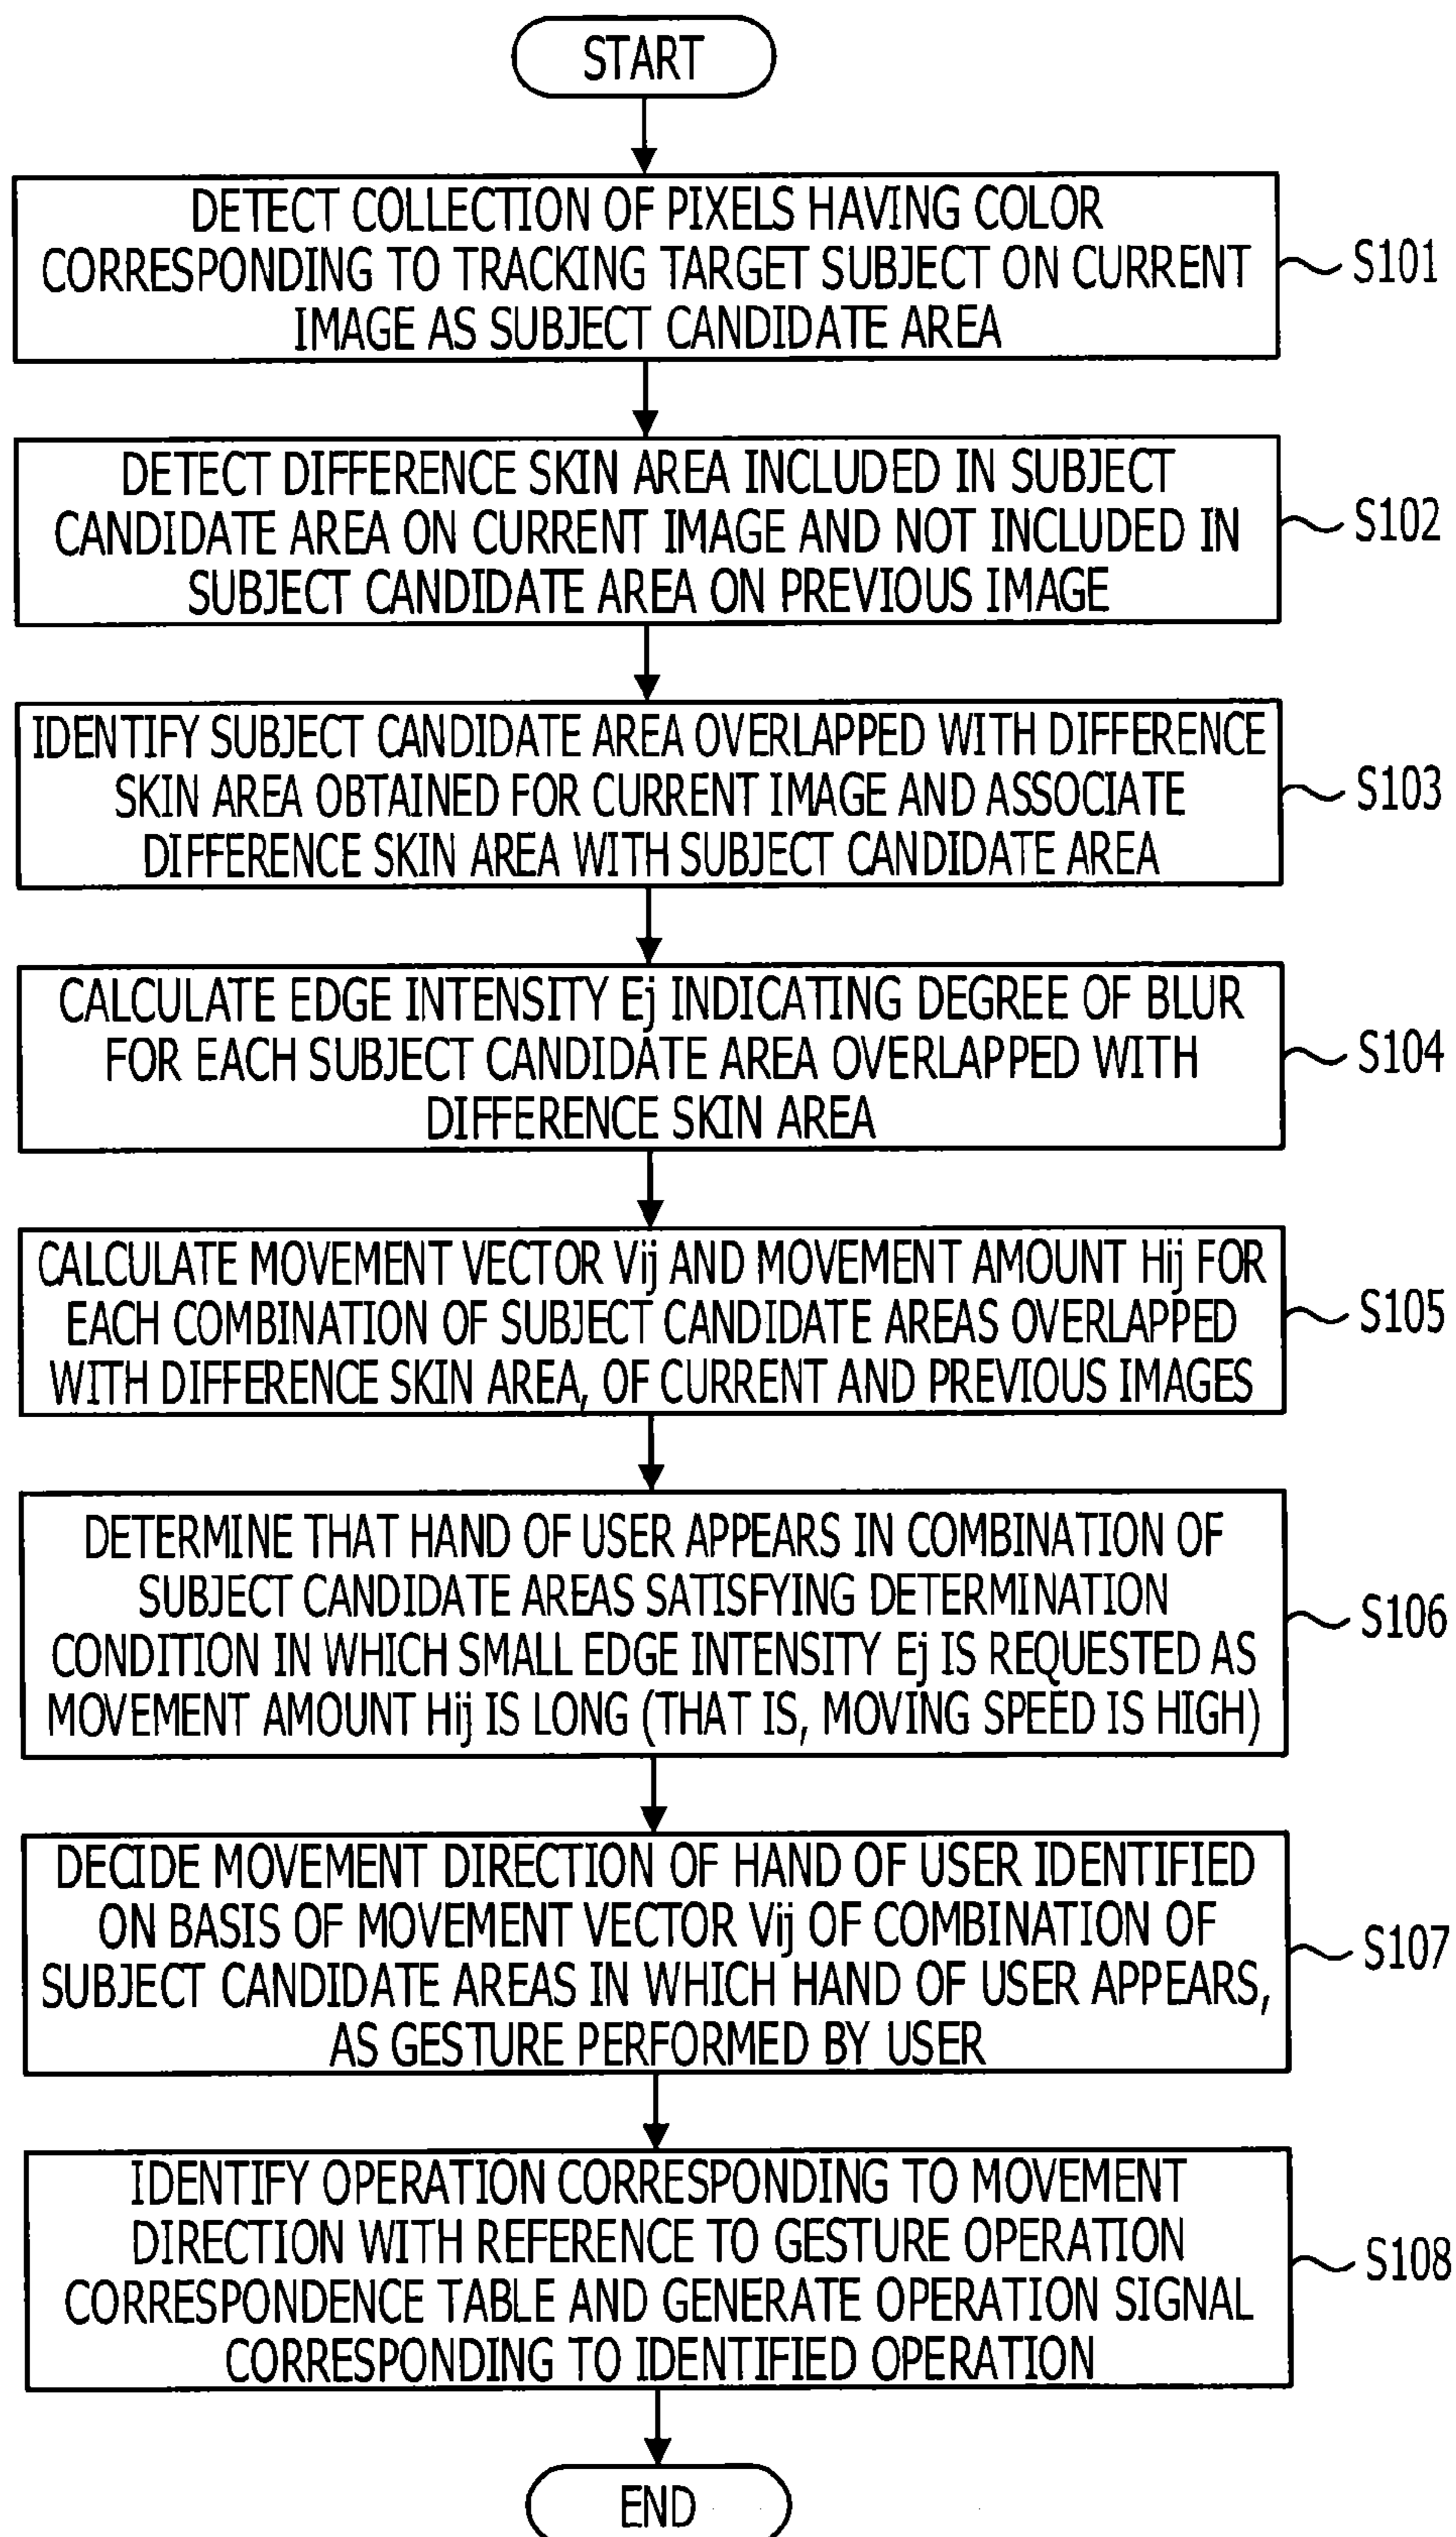 START
DETECT COLLECTION OF PIXELS HAVING COLOR
CORRESPONDING TO TRACKING TARGET SUBJECT ON CURRENT
IMAGE AS SUBJECT CANDIDATE AREA
S101
DETECT DIFFERENCE SKIN AREA INCLUDED IN SUBJECT
CANDIDATE AREA ON CURRENT IMAGE AND NOT INCLUDED IN
SUBJECT CANDIDATE AREA ON PREVIOUS IMAGE
S102
IDENTIFY SUBJECT CANDIDATE AREA OVERLAPPED WITH DIFFERENCE
SKIN AREA OBTAINED FOR CURRENT IMAGE AND ASSOCIATE
DIFFERENCE SKIN AREA WITH SUBJECT CANDIDATE AREA
S103
CALCULATE EDGE INTENSITY Ej INDICATING DEGREE OF BLUR
FOR EACH SUBJECT CANDIDATE AREA OVERLAPPED WITH
DIFFERENCE SKIN AREA
S104
CALCULATE MOVEMENT VECTOR Vij AND MOVEMENT AMOUNT Hij FOR
EACH COMBINATION OF SUBJECT CANDIDATE AREAS OVERLAPPED
WITH DIFFERENCE SKIN AREA, OF CURRENT AND PREVIOUS IMAGES
S105
DETERMINE THAT HAND OF USER APPEARS IN COMBINATION OF
SUBJECT CANDIDATE AREAS SATISFYING DETERMINATION
CONDITION IN WHICH SMALL EDGE INTENSITY Ej IS REQUESTED AS
MOVEMENT AMOUNT Hij IS LONG (THAT IS, MOVING SPEED IS HIGH)
S106
DECIDE MOVEMENT DIRECTION OF HAND OF USER IDENTIFIED
ON BASIS OF MOVEMENT VECTOR Vij OF COMBINATION OF
SUBJECT CANDIDATE AREAS IN WHICH HAND OF USER APPEARS,
AS GESTURE PERFORMED BY USER
S107
IDENTIFY OPERATION CORRESPONDING TO MOVEMENT
DIRECTION WITH REFERENCE TO GESTURE OPERATION
CORRESPONDENCE TABLE AND GENERATE OPERATION SIGNAL
CORRESPONDING TO IDENTIFIED OPERATION
S108
END